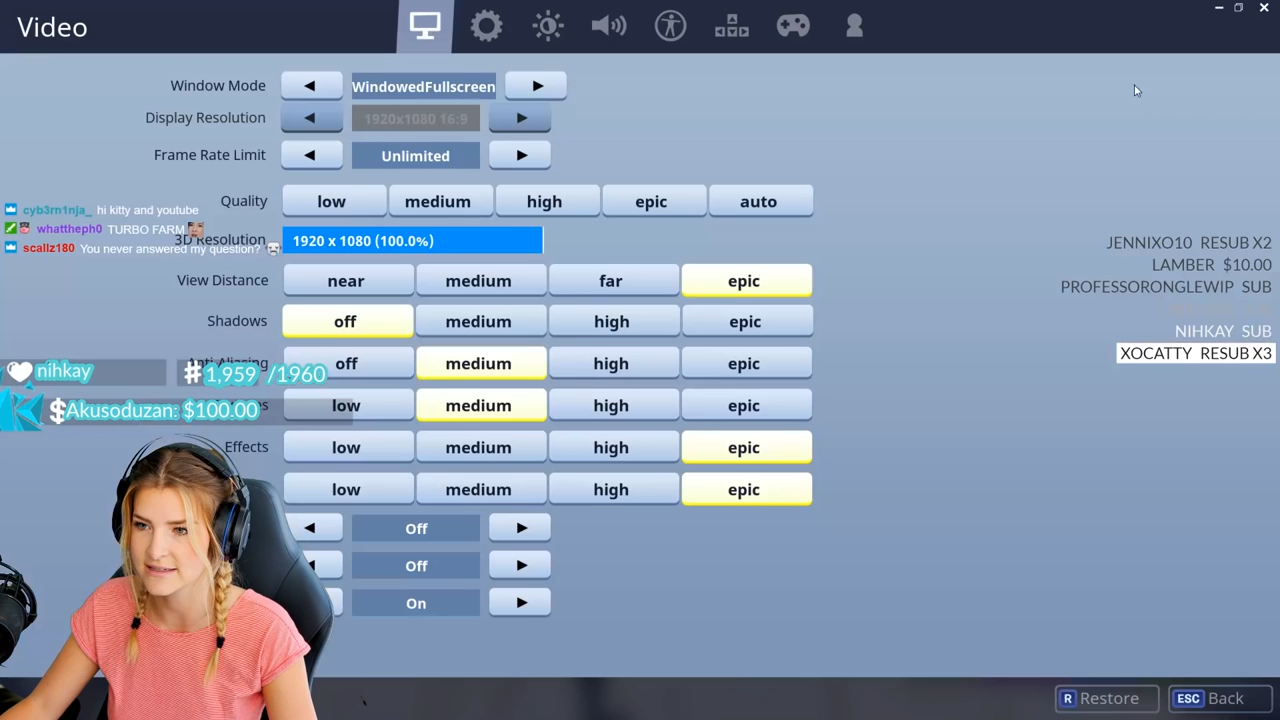 Video
Window Mode ◀ WindowedFullscreen ▶
Display Resolution ◀ 1920x1080 16:9 ▶
Frame Rate Limit ◀ Unlimited ▶
Quality low medium high epic auto
cyb3rn1nja_ hi kitty and youtube
whattheph0 TURBO FARM
scallz180 You never answered my question?
3D Resolution 1920 x 1080 (100.0%)
View Distance near medium far epic
Shadows off medium high epic
Anti-Aliasing off medium high epic
low medium high epic
Effects low medium high epic
low medium high epic
◀ Off ▶
Off ▶
On ▶
nihkay #1,959 /1960
$Akusoduzan: $100.00
JENNIXO10 RESUB X2
LAMBER $10.00
PROFESSORONGLEWIP SUB
NIHKAY SUB
XOCATTY RESUB X3
R Restore
ESC Back